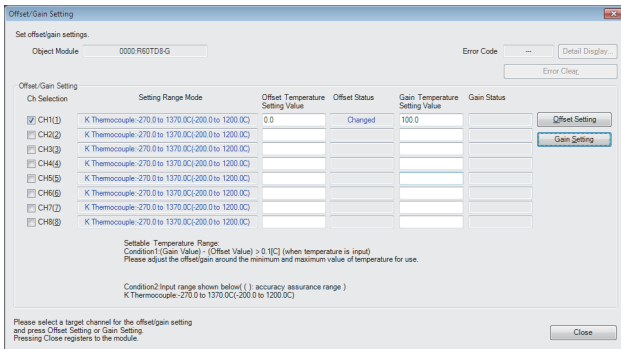 Offset/Gain Setting
Set offset/gain settings.
Object Module 0000:R60TD8-G Error Code --- Detail Display...
Error Clear
Offset/Gain Setting
Ch Selection Setting Range Mode Offset Temperature Setting Value Offset Status Gain Temperature Setting Value Gain Status
CH1(1) K Thermocouple:-270.0 to 1370.0C(-200.0 to 1200.0C) 0.0 Changed 100.0 Offset Setting
CH2(2) K Thermocouple:-270.0 to 1370.0C(-200.0 to 1200.0C) Gain Setting
CH3(3) K Thermocouple:-270.0 to 1370.0C(-200.0 to 1200.0C)
CH4(4) K Thermocouple:-270.0 to 1370.0C(-200.0 to 1200.0C)
CH5(5) K Thermocouple:-270.0 to 1370.0C(-200.0 to 1200.0C)
CH6(6) K Thermocouple:-270.0 to 1370.0C(-200.0 to 1200.0C)
CH7(7) K Thermocouple:-270.0 to 1370.0C(-200.0 to 1200.0C)
CH8(8) K Thermocouple:-270.0 to 1370.0C(-200.0 to 1200.0C)
Settable Temperature Range:
Condition1:(Gain Value) - (Offset Value) > 0.1[C] (when temperature is input)
Please adjust the offset/gain around the minimum and maximum value of temperature for use.
Condition2:Input range shown below( ( ): accuracy assurance range )
K Thermocouple:-270.0 to 1370.0C(-200.0 to 1200.0C)
Please select a target channel for the offset/gain setting
and press Offset Setting or Gain Setting.
Pressing Close registers to the module.
Close